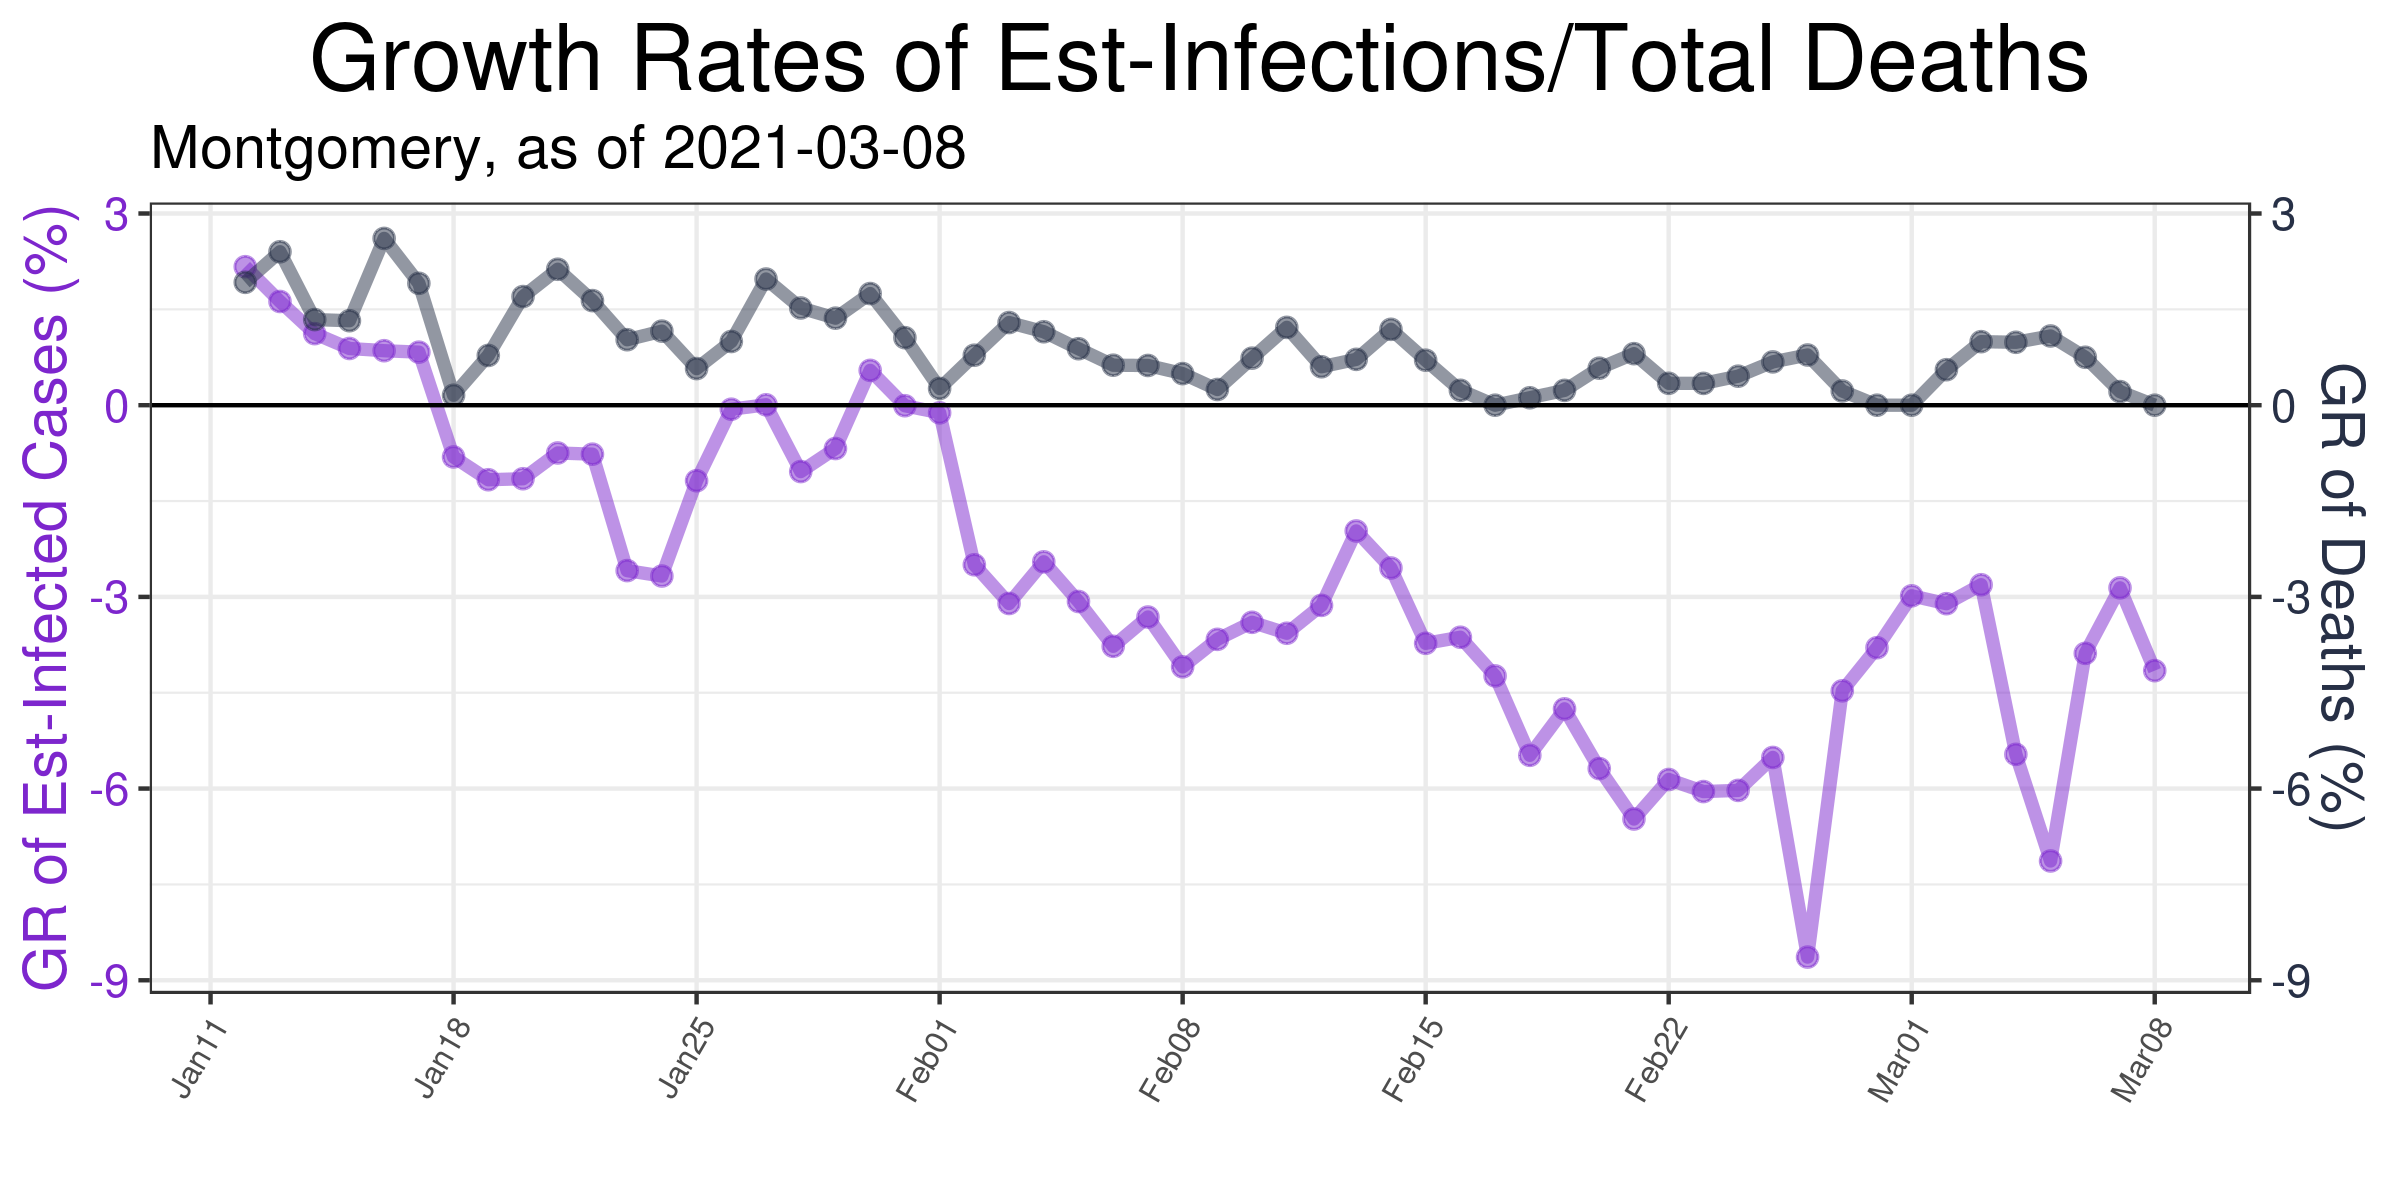 Growth Rates of Est-Infections/Total Deaths
Montgomery, as of 2021-03-08
GR of Est-Infected Cases (%)
3
0
-3
-6
-9
3
0
-3
-6
-9
GR of Deaths (%)
Jan11
Jan18
Jan25
Feb01
Feb08
Feb15
Feb22
Mar01
Mar08